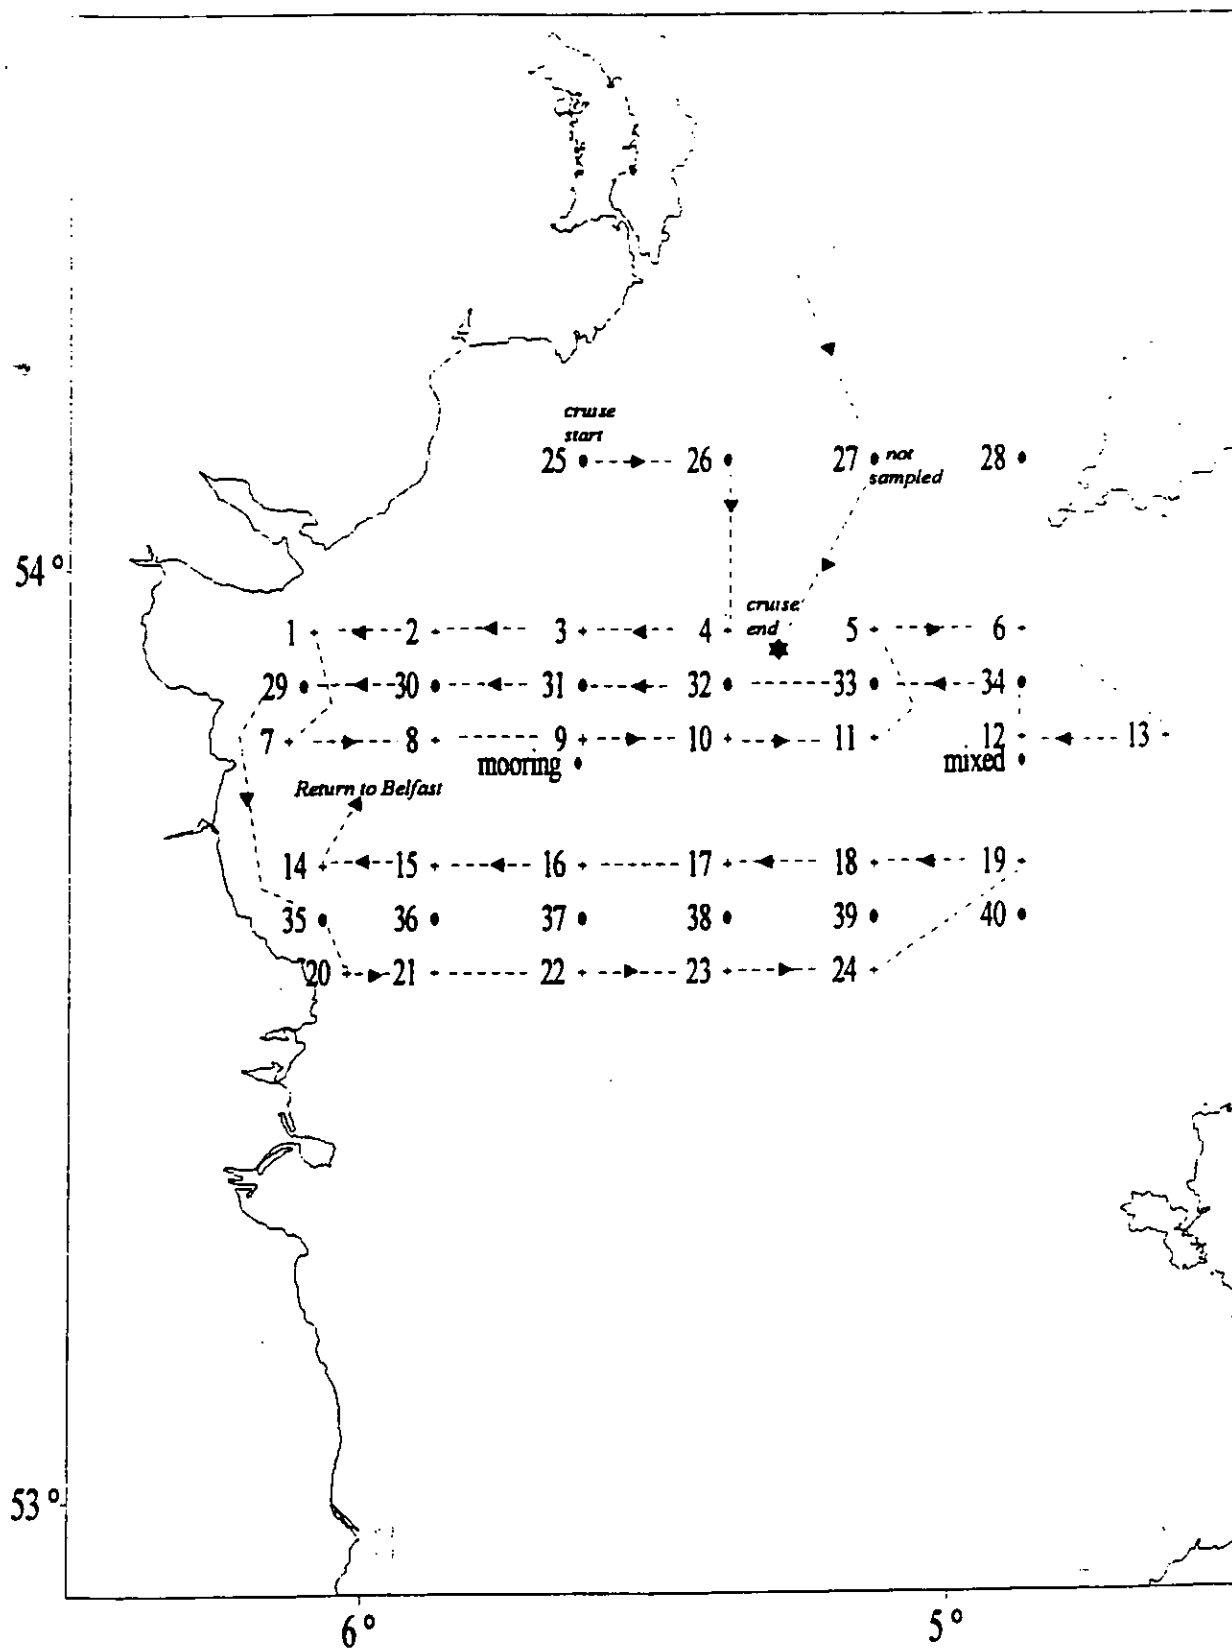 cruise
start
25 26 27 not
sampled 28
54°
cruise
end
1 2 3 4 5 6
29 30 31 32 33 34
7 8 9 10 11 12 13
mooring mixed
Return to Belfast
14 15 16 17 18 19
35 36 37 38 39 40
20 21 22 23 24
53°
6° 5°